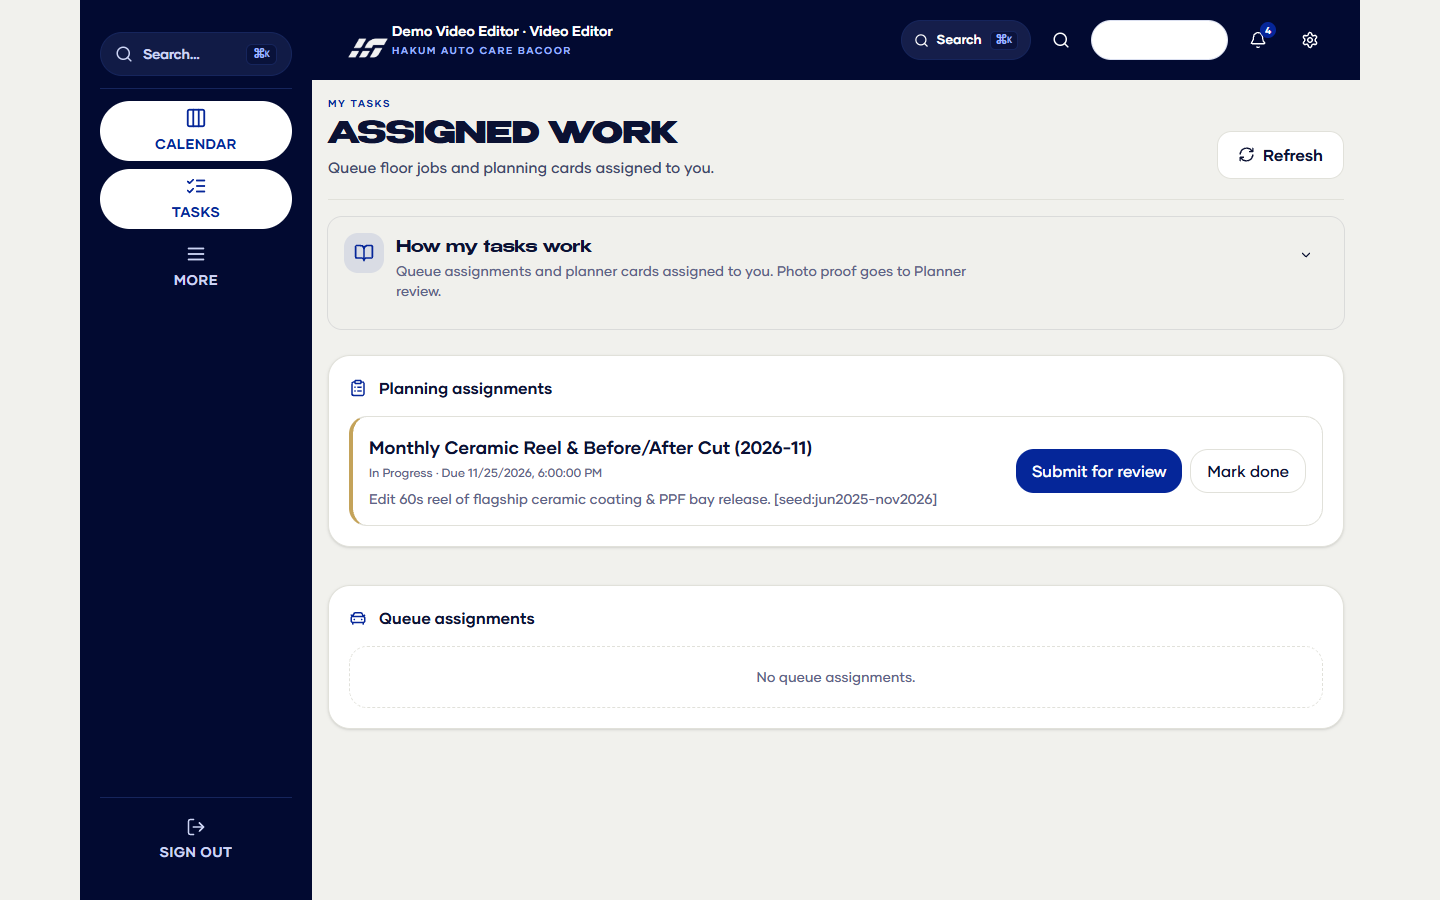 Search...
⌘K
CALENDAR
TASKS
MORE
SIGN OUT
Demo Video Editor · Video Editor
HAKUM AUTO CARE BACOOR
Search ⌘K
4
MY TASKS
ASSIGNED WORK
Queue floor jobs and planning cards assigned to you.
Refresh
How my tasks work
Queue assignments and planner cards assigned to you. Photo proof goes to Planner
review.
Planning assignments
Monthly Ceramic Reel & Before/After Cut (2026-11)
In Progress · Due 11/25/2026, 6:00:00 PM
Edit 60s reel of flagship ceramic coating & PPF bay release. [seed:jun2025-nov2026]
Submit for review
Mark done
Queue assignments
No queue assignments.